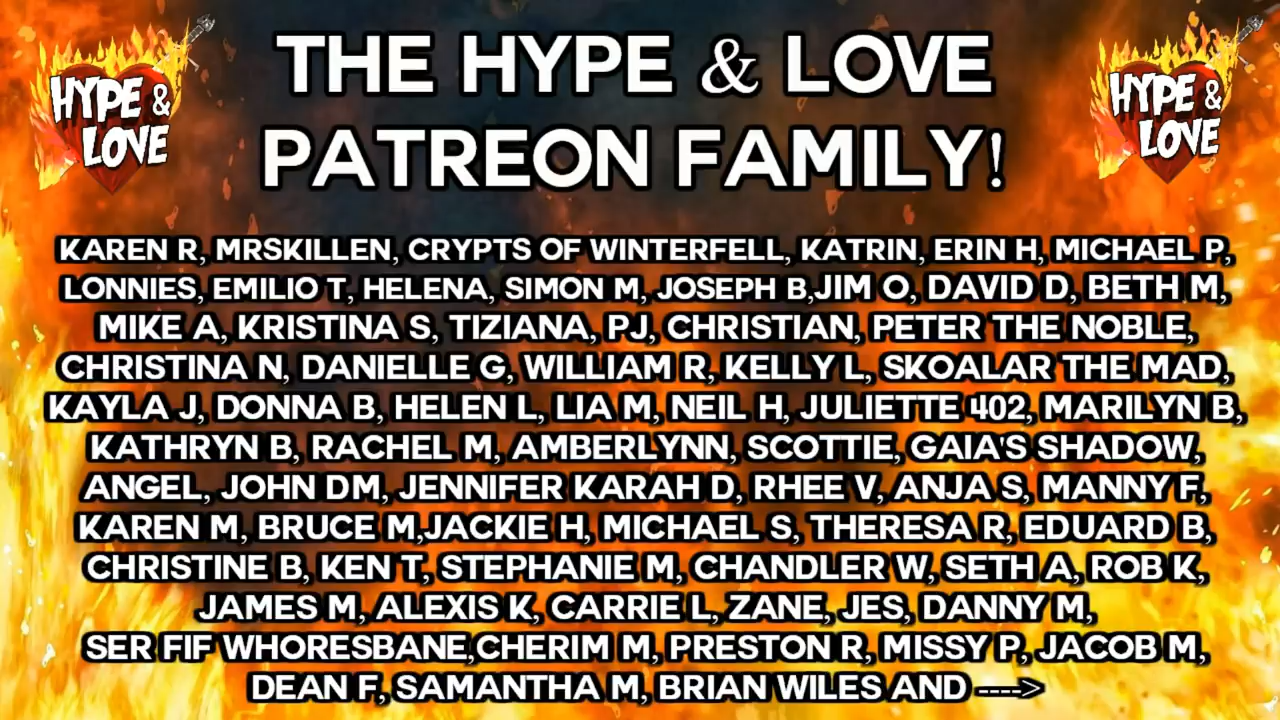 THE HYPE & LOVE
PATREON FAMILY!
HYPE &
LOVE
HYPE &
LOVE
KAREN R, MRSKILLEN, CRYPTS OF WINTERFELL, KATRIN, ERIN H, MICHAEL P,
LONNIES, EMILIO T, HELENA, SIMON M, JOSEPH B,JIM O, DAVID D, BETH M,
MIKE A, KRISTINA S, TIZIANA, PJ, CHRISTIAN, PETER THE NOBLE,
CHRISTINA N, DANIELLE G, WILLIAM R, KELLY L, SKOALAR THE MAD,
KAYLA J, DONNA B, HELEN L, LIA M, NEIL H, JULIETTE 402, MARILYN B,
KATHRYN B, RACHEL M, AMBERLYNN, SCOTTIE, GAIA'S SHADOW,
ANGEL, JOHN DM, JENNIFER KARAH D, RHEE V, ANJA S, MANNY F,
KAREN M, BRUCE M,JACKIE H, MICHAEL S, THERESA R, EDUARD B,
CHRISTINE B, KEN T, STEPHANIE M, CHANDLER W, SETH A, ROB K,
JAMES M, ALEXIS K, CARRIE L, ZANE, JES, DANNY M,
SER FIF WHORESBANE,CHERIM M, PRESTON R, MISSY P, JACOB M,
DEAN F, SAMANTHA M, BRIAN WILES AND ---->